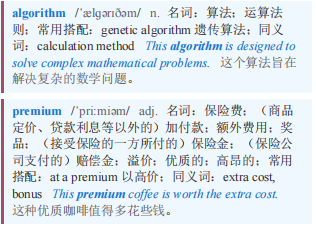 algorithm /ˈælgərɪðəm/ n. 名词：算法；运算法
则；常用搭配：genetic algorithm 遗传算法；同义
词：calculation method This algorithm is designed to
solve complex mathematical problems. 这个算法旨在
解决复杂的数学问题。
premium /ˈpriːmiəm/ adj. 名词：保险费；（商品
定价、贷款利息等以外的）加付款；额外费用；奖
品；（接受保险的一方所付的）保险金；（保险公
司支付的）赔偿金；溢价；优质的；高昂的；常用
搭配：at a premium 以高价；同义词：extra cost,
bonus This premium coffee is worth the extra cost.
这种优质咖啡值得多花些钱。